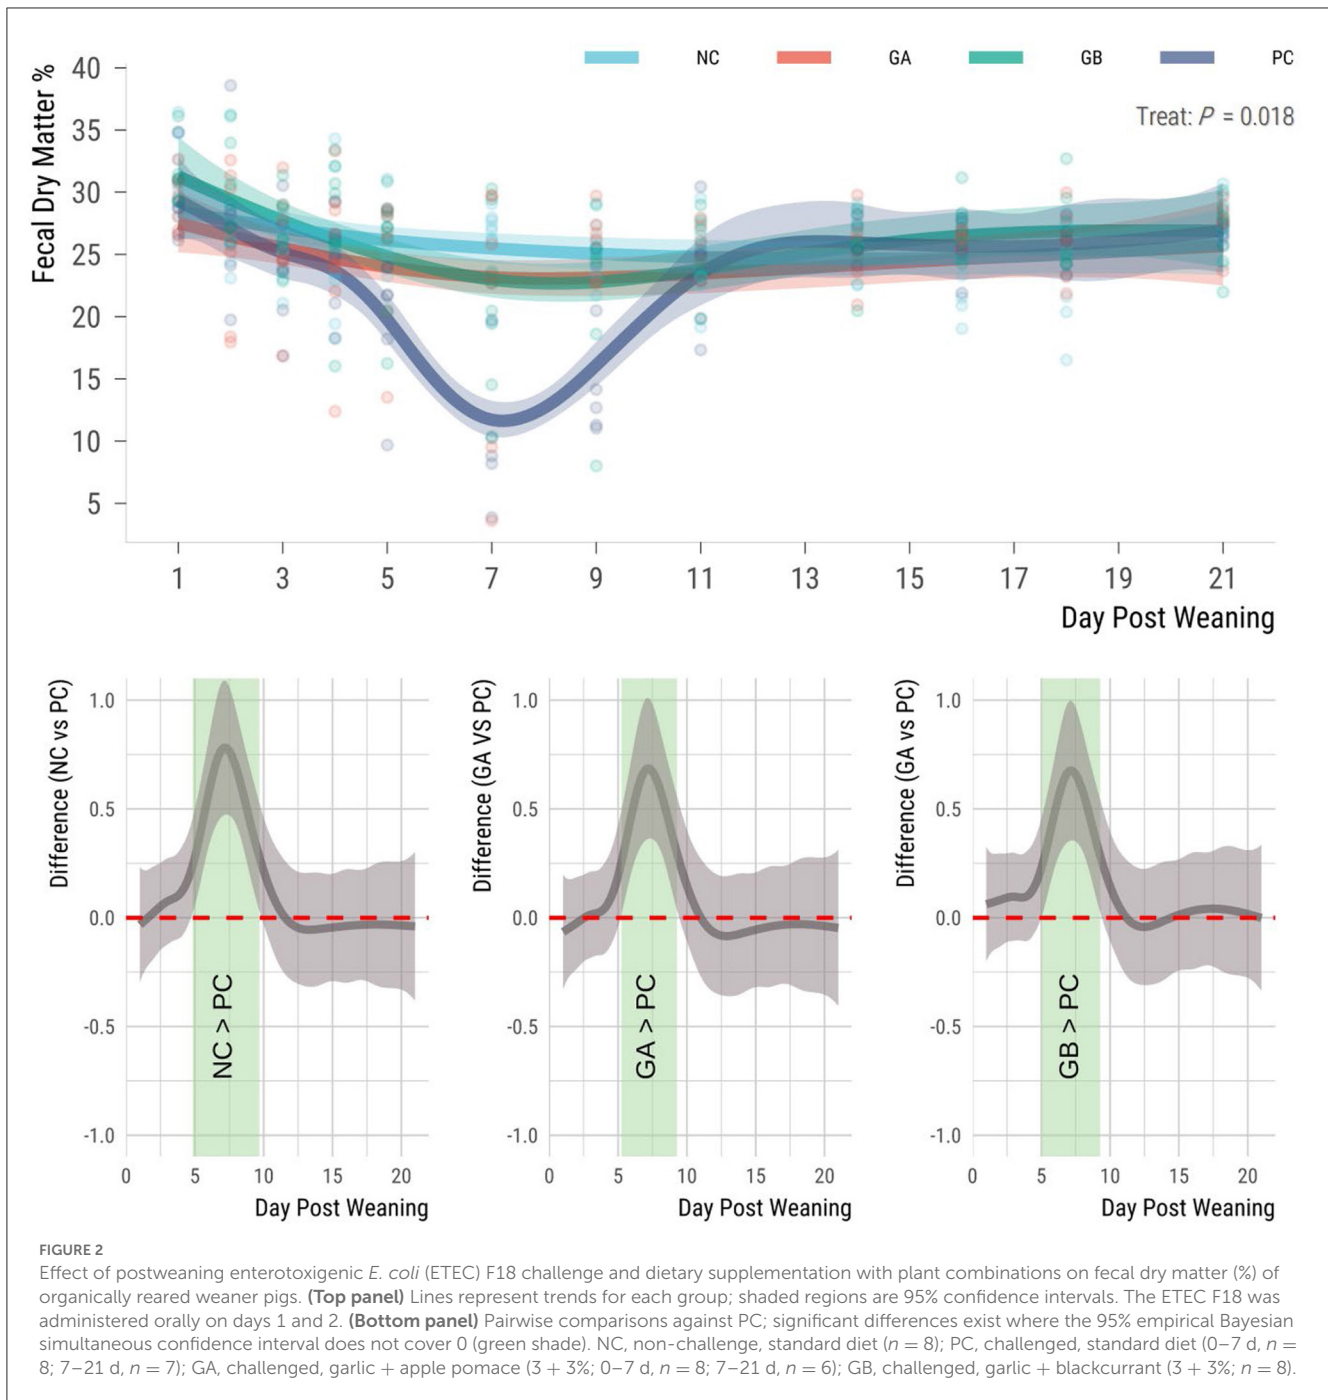 NC GA GB PC
Treat: P = 0.018
Fecal Dry Matter %
40
35
30
25
20
15
10
5
1 3 5 7 9 11 13 15 17 19 21
Day Post Weaning
Difference (NC vs PC)
1.0
0.5
0.0
-0.5
-1.0
NC > PC
0 5 10 15 20
Day Post Weaning
Difference (GA VS PC)
1.0
0.5
0.0
-0.5
-1.0
GA > PC
0 5 10 15 20
Day Post Weaning
Difference (GA vs PC)
1.0
0.5
0.0
-0.5
-1.0
GB > PC
0 5 10 15 20
Day Post Weaning
FIGURE 2
Effect of postweaning enterotoxigenic E. coli (ETEC) F18 challenge and dietary supplementation with plant combinations on fecal dry matter (%) of
organically reared weaner pigs. (Top panel) Lines represent trends for each group; shaded regions are 95% confidence intervals. The ETEC F18 was
administered orally on days 1 and 2. (Bottom panel) Pairwise comparisons against PC; significant differences exist where the 95% empirical Bayesian
simultaneous confidence interval does not cover 0 (green shade). NC, non-challenge, standard diet (n = 8); PC, challenged, standard diet (0–7 d, n =
8; 7–21 d, n = 7); GA, challenged, garlic + apple pomace (3 + 3%; 0–7 d, n = 8; 7–21 d, n = 6); GB, challenged, garlic + blackcurrant (3 + 3%; n = 8).